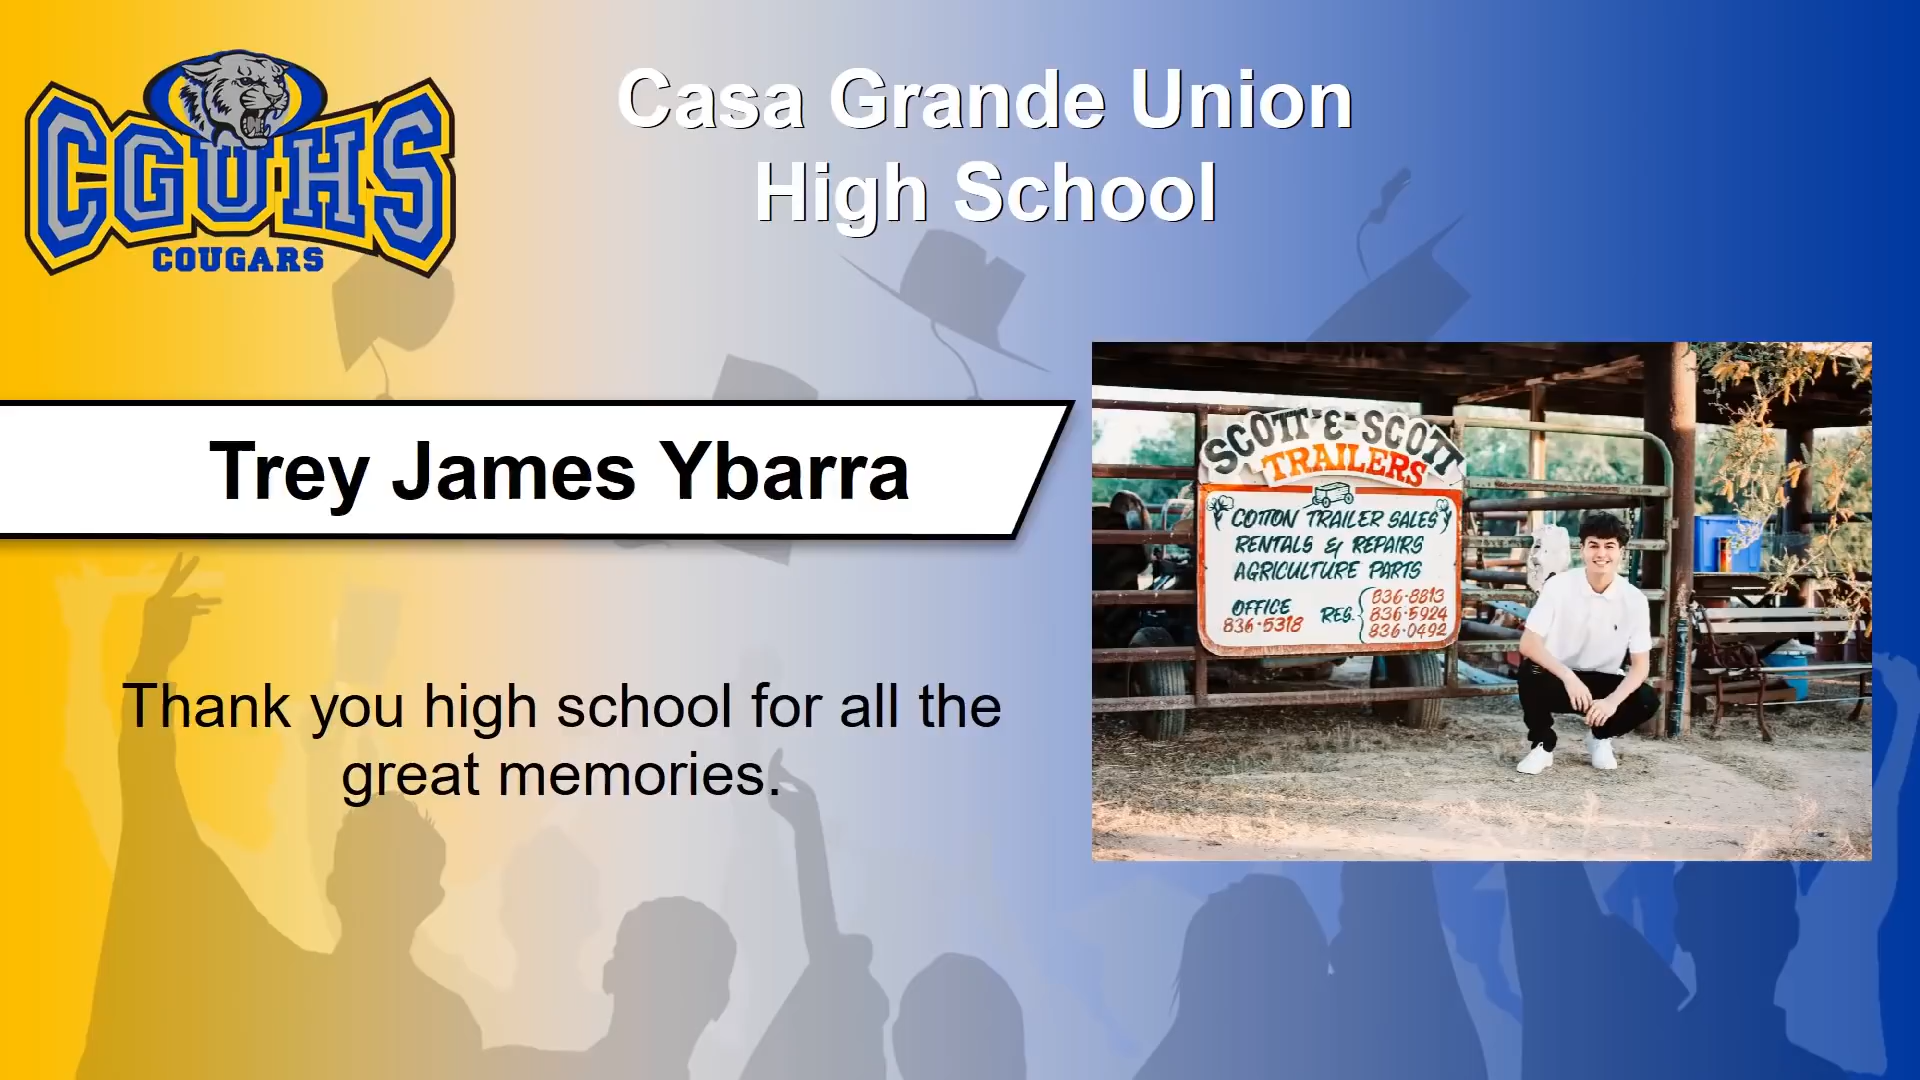 CGUHS
COUGARS
Casa Grande Union
High School
Trey James Ybarra
Thank you high school for all the
great memories.
SCOTT-&-SCOTT
TRAILERS
COTTON TRAILER SALES
RENTALS & REPAIRS
AGRICULTURE PARTS
OFFICE
836-5318
RES.
836-8813
836-5924
836-0492